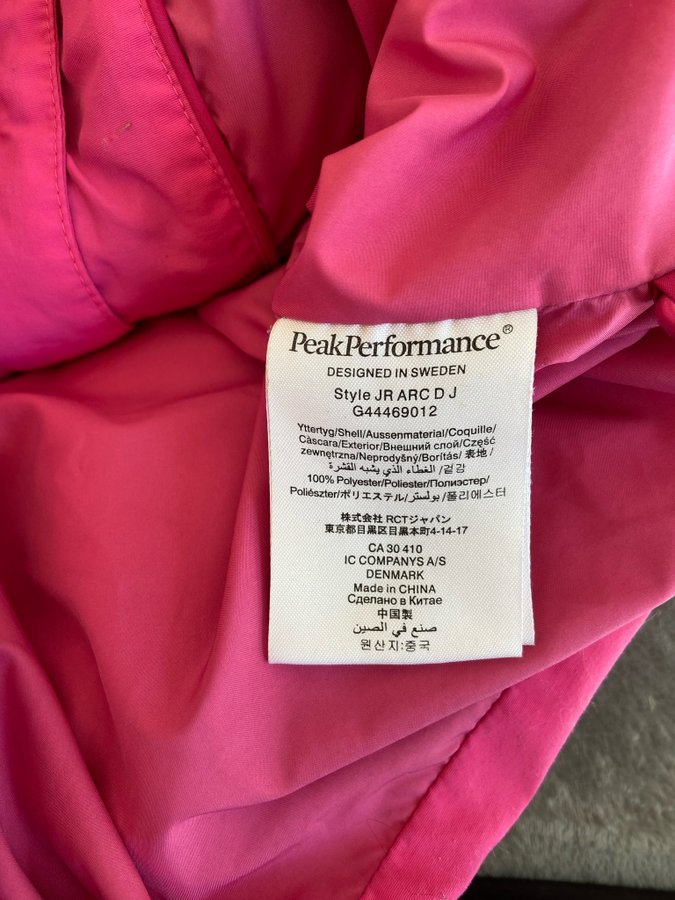 PeakPerformance®
DESIGNED IN SWEDEN
Style JR ARC D J
G44469012
Yttertyg/Shell/Aussenmaterial/Coquille/
Càscara/Exterior/Внешний слой/Część
zewnętrzna/Neprodyšný/Borítás/表地/
الغطاء الذي يشبه القشرة/겉감
100% Polyester/Poliester/Полиэстер/
Poliészter/ポリエステル/بولستر/폴리에스터
株式会社 RCTジャパン
東京都目黒区目黒本町4-14-17
CA 30 410
IC COMPANYS A/S
DENMARK
Made in CHINA
Сделано в Китае
中国製
صنع في الصين
원산지:중국